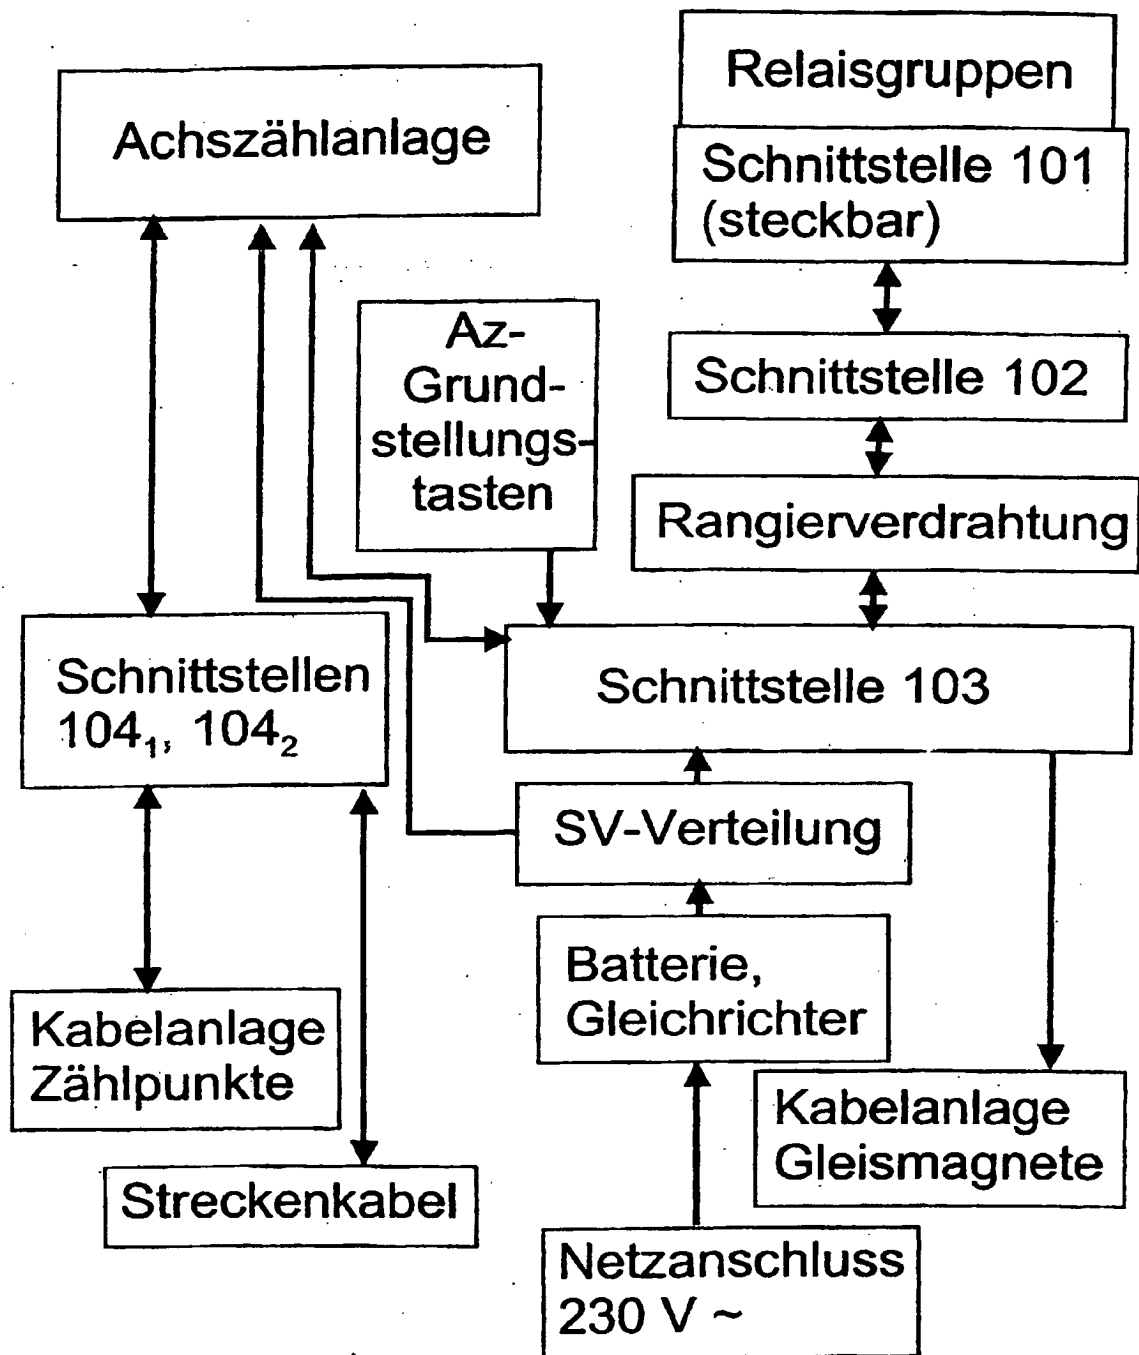 Relaisgruppen
Achszählanlage
Schnittstelle 101
(steckbar)
Az-
Grund-
stellungs-
tasten
Schnittstelle 102
Rangierverdrahtung
Schnittstellen
104₁, 104₂
Schnittstelle 103
SV-Verteilung
Batterie,
Gleichrichter
Kabelanlage
Zählpunkte
Kabelanlage
Gleismagnete
Streckenkabel
Netzanschluss
230 V ~